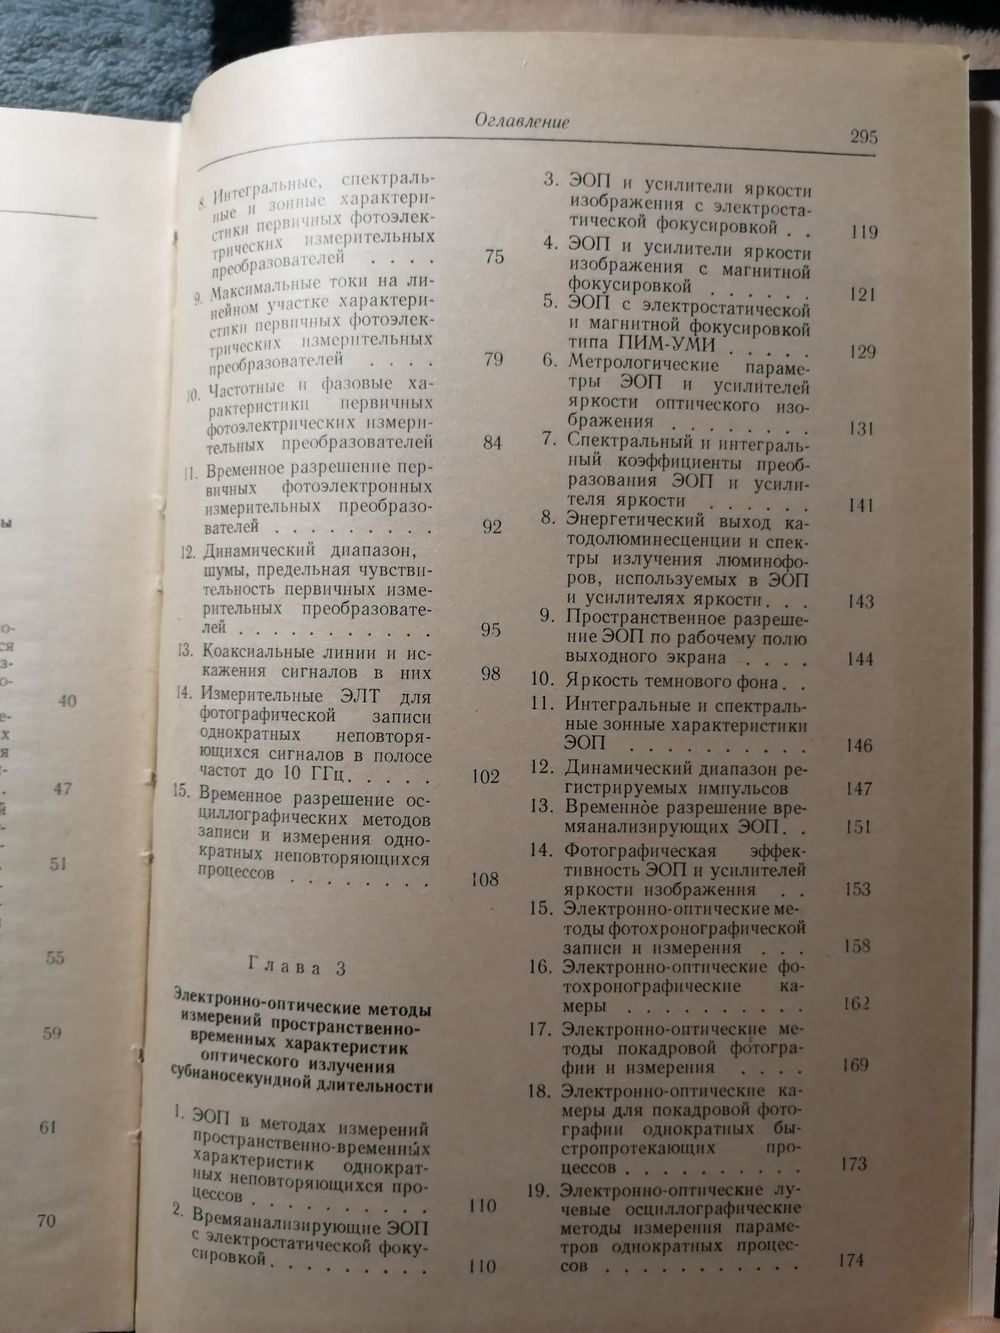 Оглавление
295
8. Интегральные, спектраль-
ные и зонные характери-
стики первичных фотоэлек-
трических измерительных
преобразователей . . . . 75
9. Максимальные токи на ли-
нейном участке характери-
стики первичных фотоэлек-
трических измерительных
преобразователей . . . . 79
10. Частотные и фазовые ха-
рактеристики первичных
фотоэлектрических измери-
тельных преобразователей 84
11. Временное разрешение пер-
вичных фотоэлектронных
измерительных преобразо-
вателей . . . . . . . . . 92
12. Динамический диапазон,
шумы, предельная чувстви-
тельность первичных изме-
рительных преобразовате-
лей . . . . . . . . . . . 95
13. Коаксиальные линии и ис-
кажения сигналов в них 98
14. Измерительные ЭЛТ для
фотографической записи
однократных неповторя-
ющихся сигналов в полосе
частот до 10 ГГц. . . . . 102
15. Временное разрешение ос-
циллографических методов
записи и измерения одно-
кратных неповторяющихся
процессов . . . . . . . . 108
Глава 3
Электронно-оптические методы
измерений пространственно-
временных характеристик
оптического излучения
субнаносекундной длительности
1. ЭОП в методах измерений
пространственно-временных
характеристик однократ-
ных неповторяющихся про-
цессов . . . . . . . . . . 110
2. Времяанализирующие ЭОП
с электростатической фоку-
сировкой. . . . . . . . . 110
3. ЭОП и усилители яркости
изображения с электроста-
тической фокусировкой . . 119
4. ЭОП и усилители яркости
изображения с магнитной
фокусировкой . . . . . . 121
5. ЭОП с электростатической
и магнитной фокусировкой
типа ПИМ-УМИ . . . . . 129
6. Метрологические параме-
тры ЭОП и усилителей
яркости оптического изо-
бражения . . . . . . . . 131
7. Спектральный и интеграль-
ный коэффициенты преоб-
разования ЭОП и усили-
теля яркости . . . . . . 141
8. Энергетический выход ка-
тодолюминесценции и спек-
тры излучения люминофо-
ров, используемых в ЭОП
и усилителях яркости. . . 143
9. Пространственное разреше-
ние ЭОП по рабочему полю
выходного экрана . . . . 144
10. Яркость темнового фона. .
11. Интегральные и спектраль-
ные зонные характеристики
ЭОП . . . . . . . . . . 146
12. Динамический диапазон ре-
гистрируемых импульсов 147
13. Временное разрешение вре-
мяанализирующих ЭОП. . 151
14. Фотографическая эффек-
тивность ЭОП и усилителей
яркости изображения . . 153
15. Электронно-оптические ме-
тоды фотохронографической
записи и измерения . . . 158
16. Электронно-оптические фо-
тохронографические ка-
меры . . . . . . . . . . 162
17. Электронно-оптические ме-
тоды покадровой фотогра-
фии и измерения . . . . 169
18. Электронно-оптические ка-
меры для покадровой фото-
графии однократных бы-
стропротекающих про-
цессов . . . . . . . . . . 173
19. Электронно-оптические лу-
чевые осциллографические
методы измерения параме-
тров однократных процес-
сов . . . . . . . . . . . 174
40
47
51
55
59
61
70